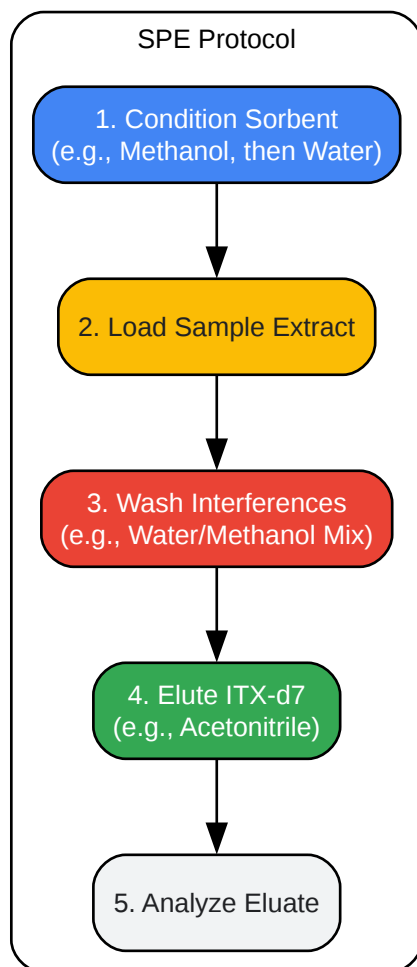 SPE Protocol
1. Condition Sorbent
(e.g., Methanol, then Water)
2. Load Sample Extract
3. Wash Interferences
(e.g., Water/Methanol Mix)
4. Elute ITX-d7
(e.g., Acetonitrile)
5. Analyze Eluate